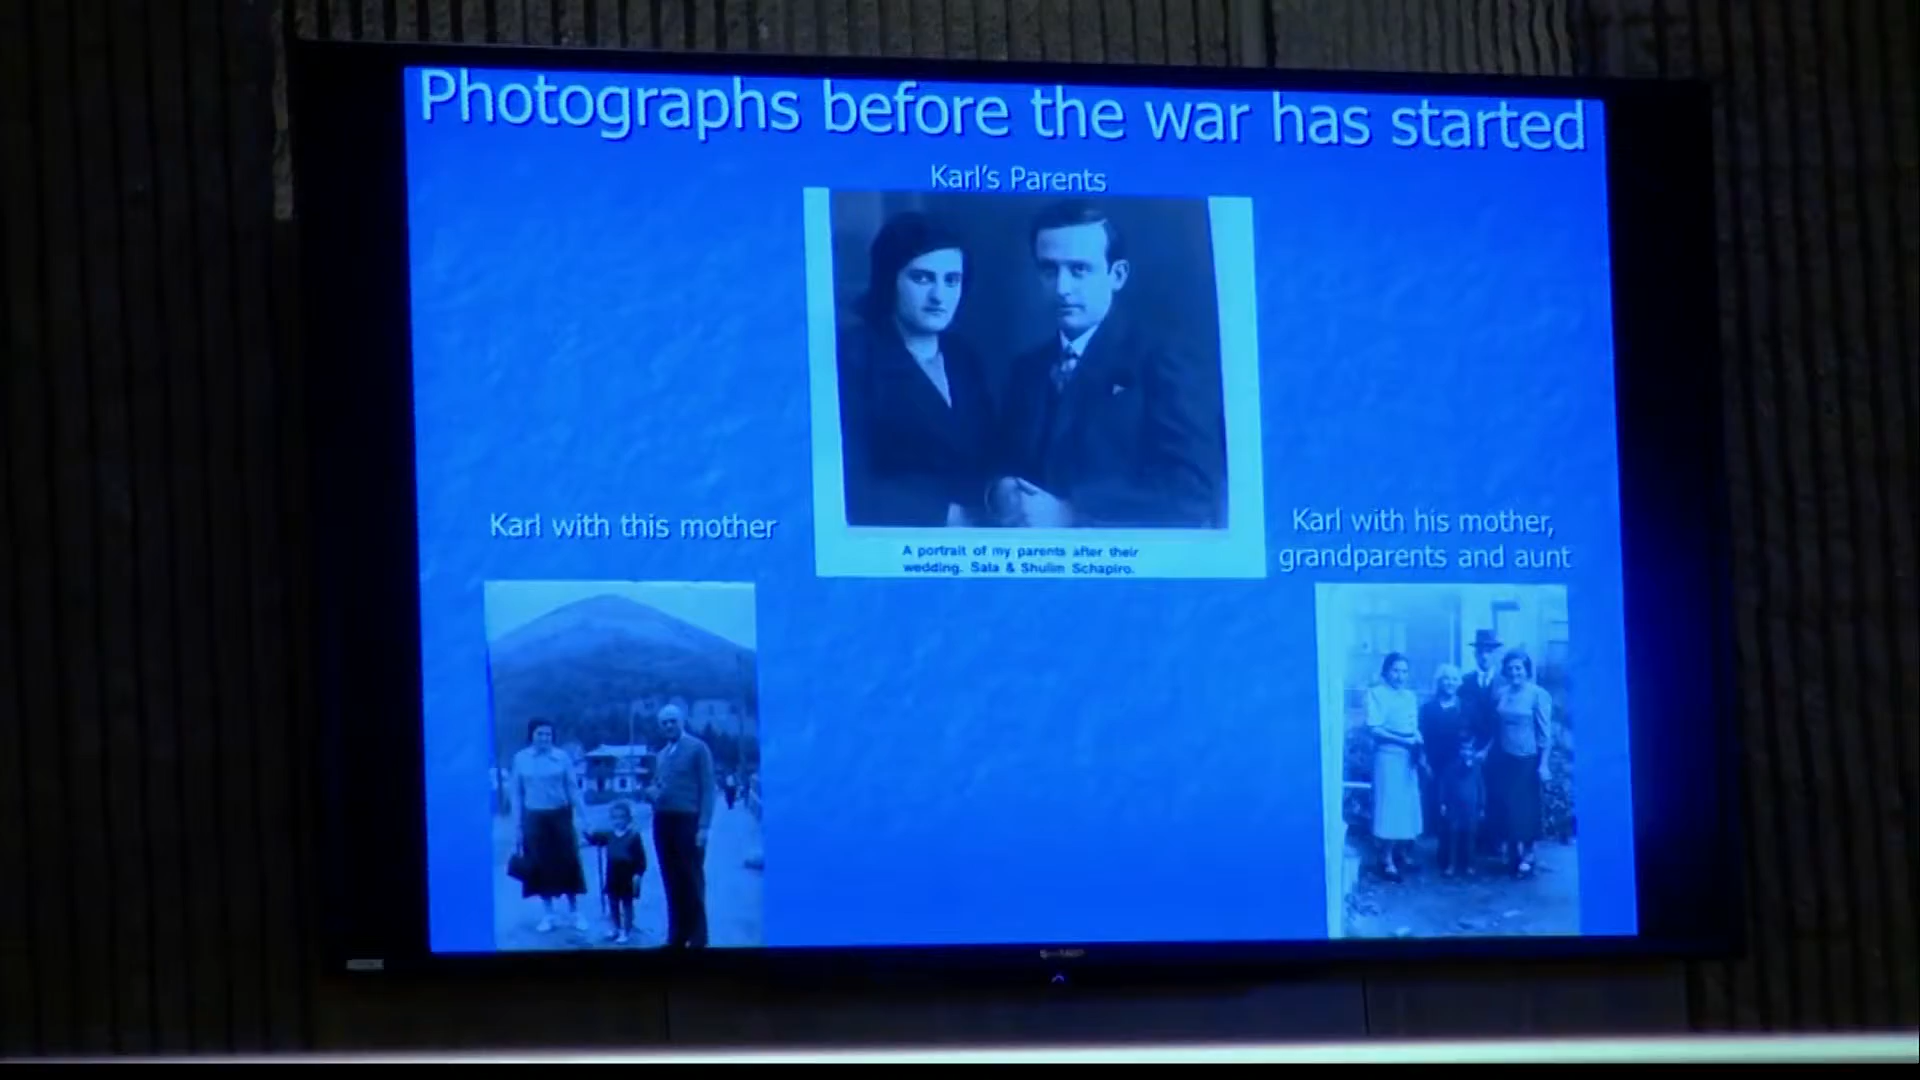 Photographs before the war has started
Karl's Parents
A portrait of my parents after their
wedding. Sala & Shulim Schapiro.
Karl with this mother
Karl with his mother,
grandparents and aunt